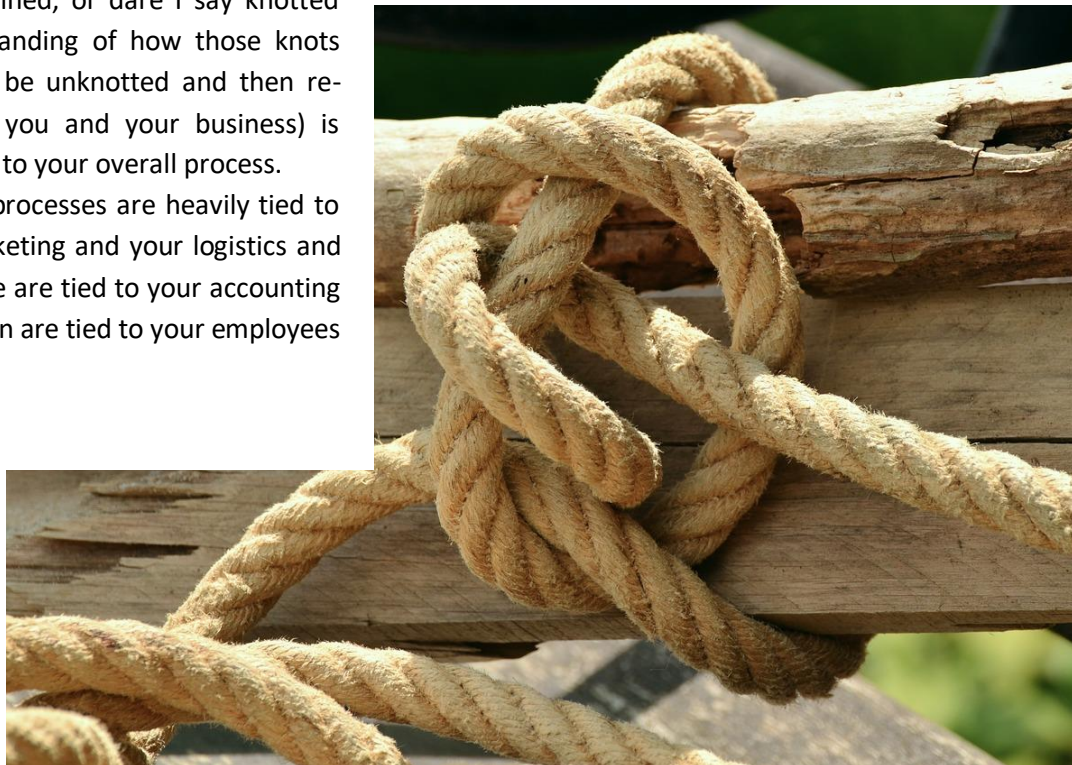 or dare I say knotted
anding of how those knots
be unknotted and then re-
you and your business) is
to your overall process.
processes are heavily tied to
keting and your logistics and
e are tied to your accounting
n are tied to your employees